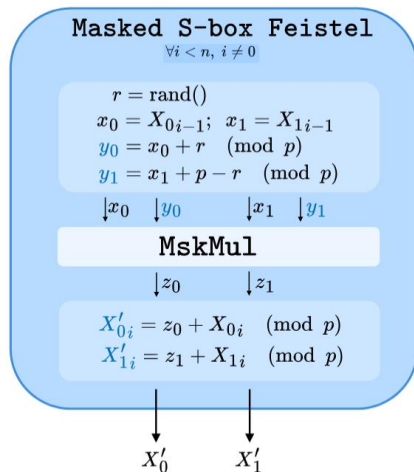 Masked S-box Feistel
∀i < n, i ≠ 0
r = rand()
x₀ = X₀ᵢ₋₁; x₁ = X₁ᵢ₋₁
y₀ = x₀ + r (mod p)
y₁ = x₁ + p − r (mod p)
x₀ y₀ x₁ y₁
MskMul
z₀ z₁
X′₀ᵢ = z₀ + X₀ᵢ (mod p)
X′₁ᵢ = z₁ + X₁ᵢ (mod p)
X′₀ X′₁